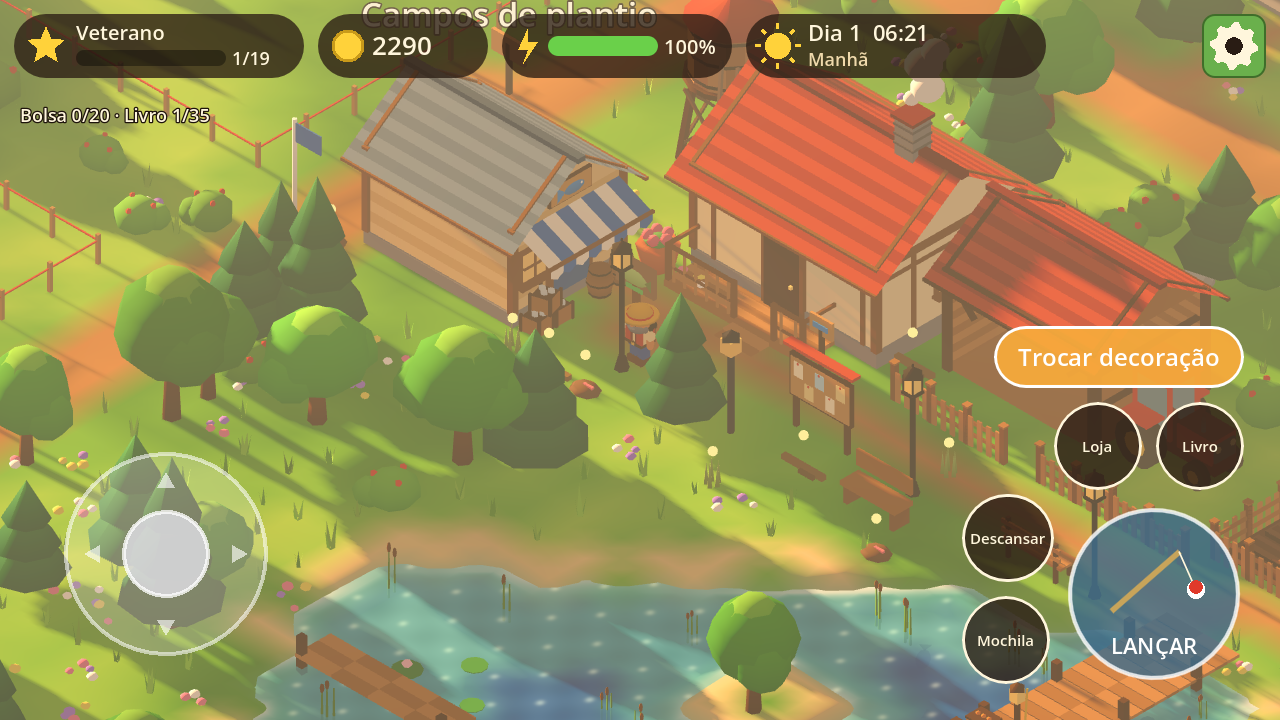 Campos de plantio
Veterano
1/19
2290
100%
Dia 1 06:21
Manhã
Bolsa 0/20 · Livro 1/35
Trocar decoração
Loja
Livro
Descansar
Mochila
LANÇAR